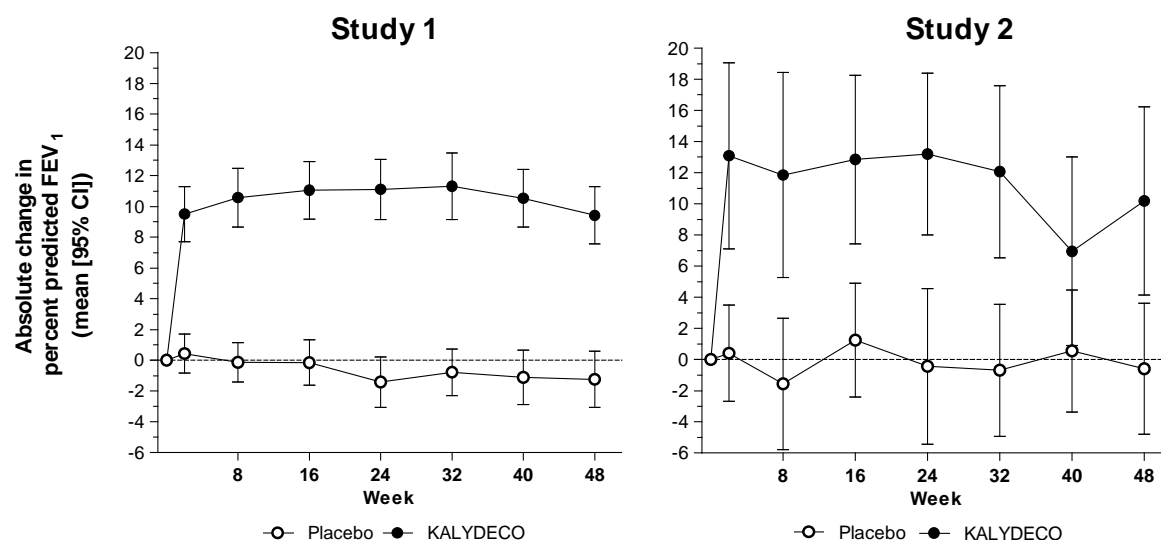 Study 1
Study 2
Absolute change in
percent predicted FEV1
(mean [95% CI])
20
18
16
14
12
10
8
6
4
2
0
-2
-4
-6
8 16 24 32 40 48
Week
Placebo KALYDECO
20
18
16
14
12
10
8
6
4
2
0
-2
-4
-6
8 16 24 32 40 48
Week
Placebo KALYDECO